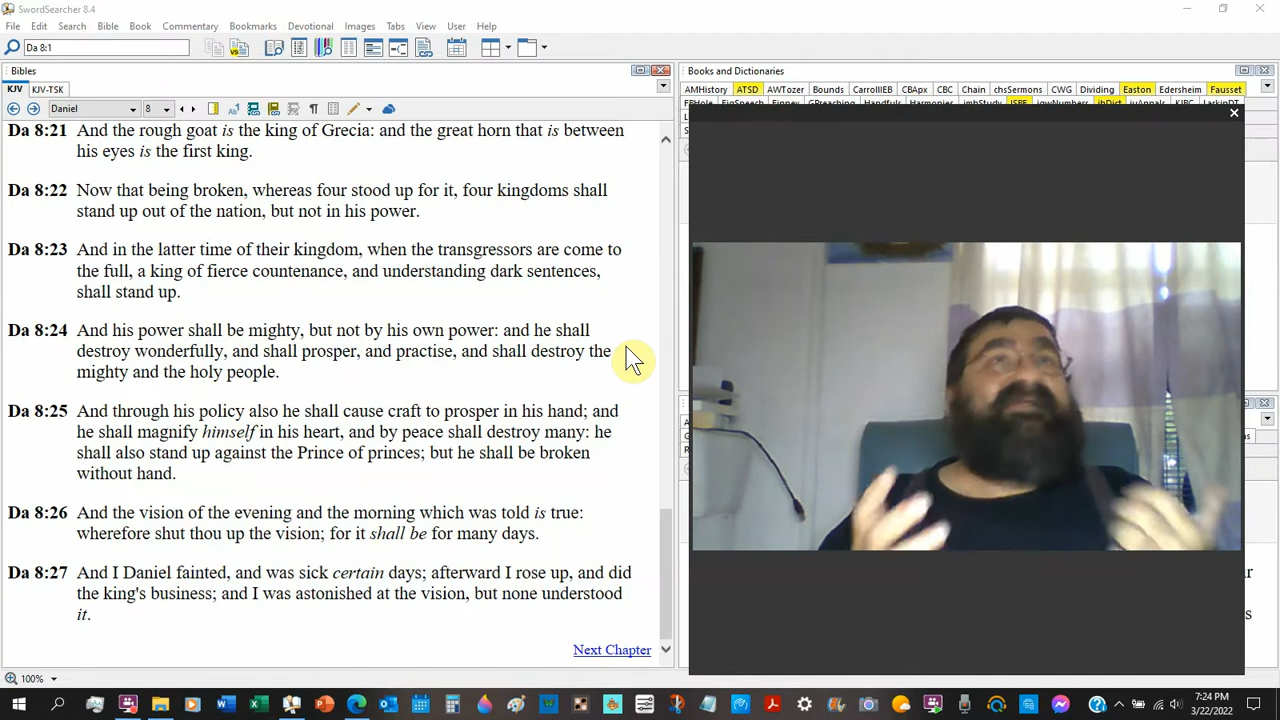 SwordSearcher 8.4
File Edit Search Bible Book Commentary Bookmarks Devotional Images Tabs View User Help
Da 8:1
Bibles
KJV KJV-TSK
Daniel 8
Da 8:21 And the rough goat is the king of Grecia: and the great horn that is between
his eyes is the first king.
Da 8:22 Now that being broken, whereas four stood up for it, four kingdoms shall
stand up out of the nation, but not in his power.
Da 8:23 And in the latter time of their kingdom, when the transgressors are come to
the full, a king of fierce countenance, and understanding dark sentences,
shall stand up.
Da 8:24 And his power shall be mighty, but not by his own power: and he shall
destroy wonderfully, and shall prosper, and practise, and shall destroy the
mighty and the holy people.
Da 8:25 And through his policy also he shall cause craft to prosper in his hand; and
he shall magnify himself in his heart, and by peace shall destroy many: he
shall also stand up against the Prince of princes; but he shall be broken
without hand.
Da 8:26 And the vision of the evening and the morning which was told is true:
wherefore shut thou up the vision; for it shall be for many days.
Da 8:27 And I Daniel fainted, and was sick certain days; afterward I rose up, and did
the king's business; and I was astonished at the vision, but none understood
it.
Next Chapter
100%
Books and Dictionaries
AMHistory ATSD AWTozer Bounds CarrollIEB CBApx CBC Chain chsSermons CWG Dividing Easton Edersheim Fausset
7:24 PM
3/22/2022